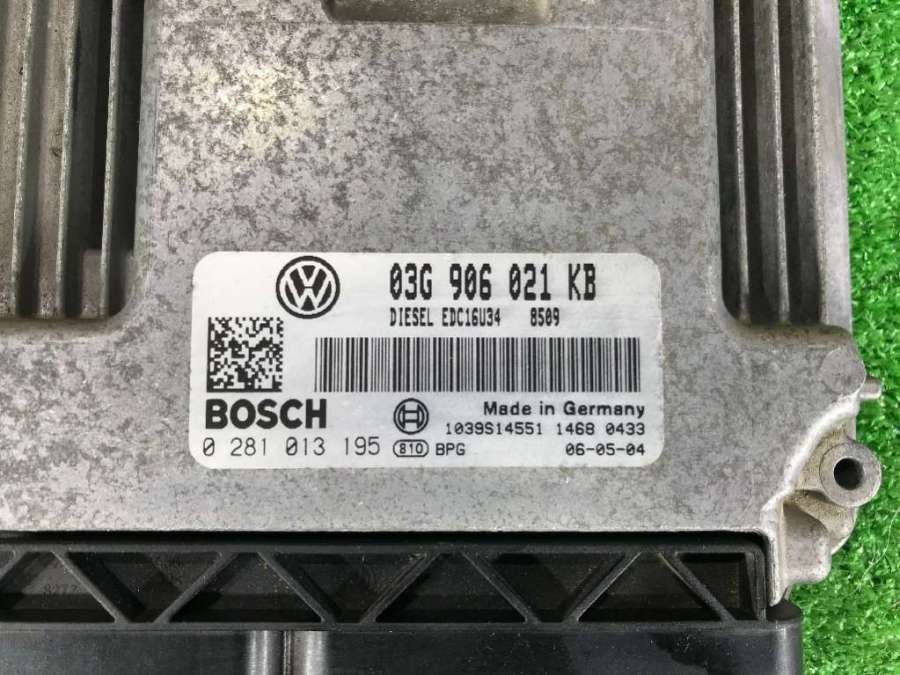 03G 906 021 KB
DIESEL EDC16U34 8509
BOSCH
Made in Germany
1039S14551 1468 0433
0 281 013 195 810 BPG 06-05-04